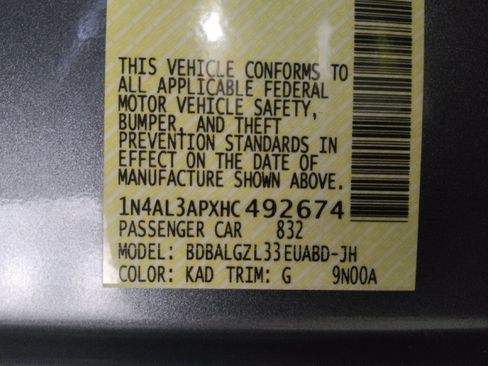 THIS VEHICLE CONFORMS TO
ALL APPLICABLE FEDERAL
MOTOR VEHICLE SAFETY,
BUMPER, AND THEFT
PREVENTION STANDARDS IN
EFFECT ON THE DATE OF
MANUFACTURE SHOWN ABOVE.
1N4AL3APXHC492674
PASSENGER CAR 832
MODEL: BDBALGZL33EUABD-JH
COLOR: KAD TRIM: G 9N00A